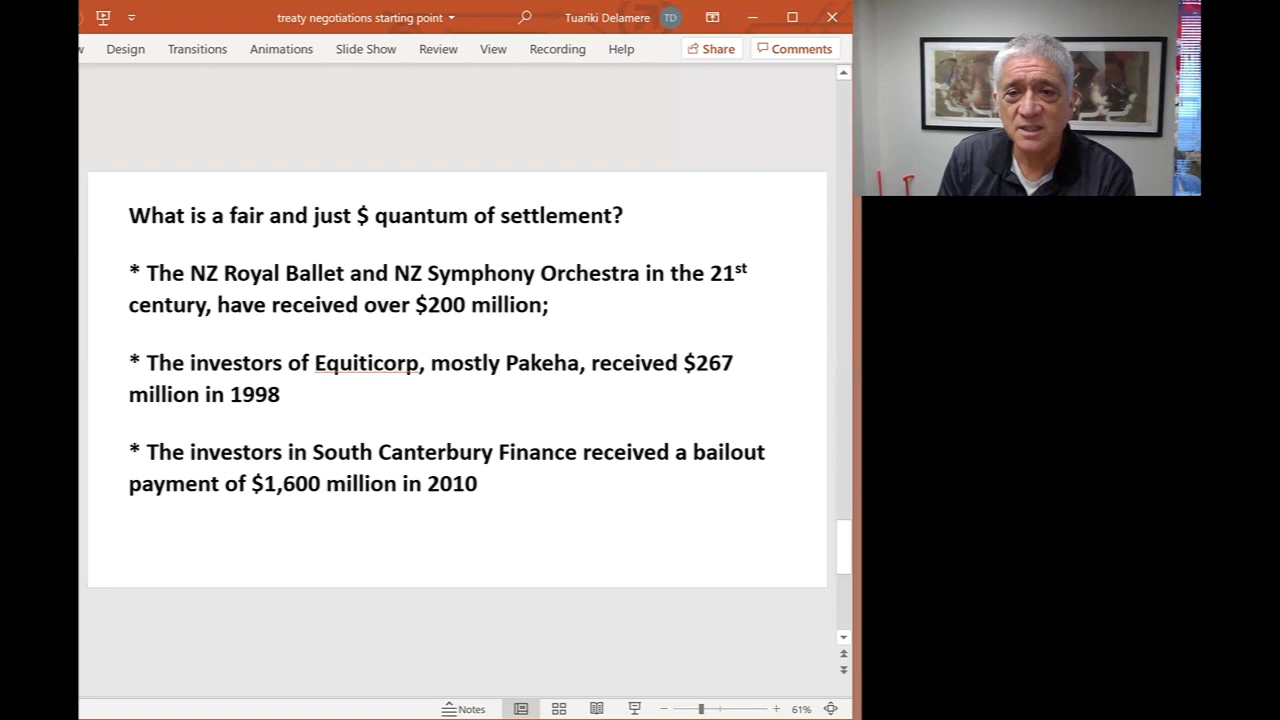 treaty negotiations starting point
Tuariki Delamere TD
Design Transitions Animations Slide Show Review View Recording Help Share Comments
What is a fair and just $ quantum of settlement?
* The NZ Royal Ballet and NZ Symphony Orchestra in the 21st
century, have received over $200 million;
* The investors of Equiticorp, mostly Pakeha, received $267
million in 1998
* The investors in South Canterbury Finance received a bailout
payment of $1,600 million in 2010
Notes
61%